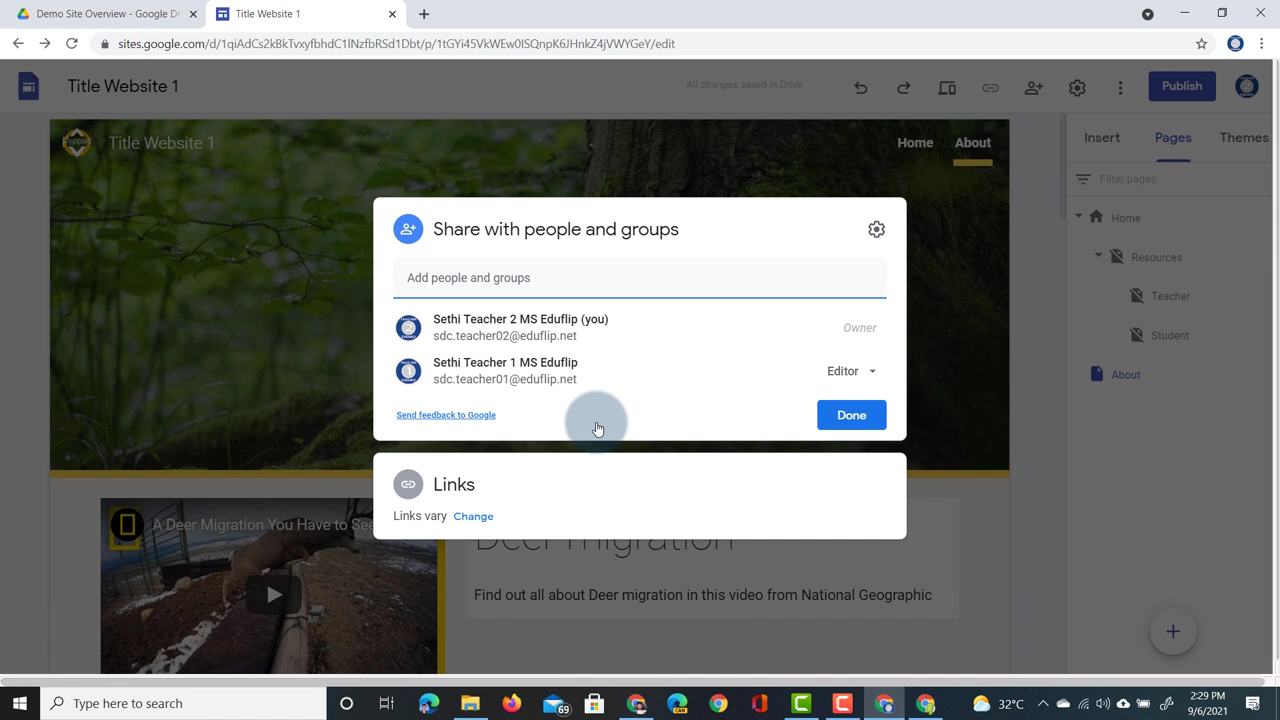 Demo Site Overview - Google Dr
Title Website 1
sites.google.com/d/1qiAdCs2kBkTvxyfbhdC1lNzfbRSd1Dbt/p/1tGYi45VkWEw0ISQnpK6JHnkZ4jVWYGeY/edit
Title Website 1
All changes saved in Drive
Publish
Title Website 1
Home
About
Insert
Pages
Themes
Filter pages
Home
Resources
Teacher
Student
About
Share with people and groups
Add people and groups
Sethi Teacher 2 MS Eduflip (you)
sdc.teacher02@eduflip.net
Owner
Sethi Teacher 1 MS Eduflip
sdc.teacher01@eduflip.net
Editor
Send feedback to Google
Done
Links
Links vary Change
A Deer Migration You Have to See
Deer migration
Find out all about Deer migration in this video from National Geographic
Type here to search
69
CAN
32°C
2:29 PM
9/6/2021